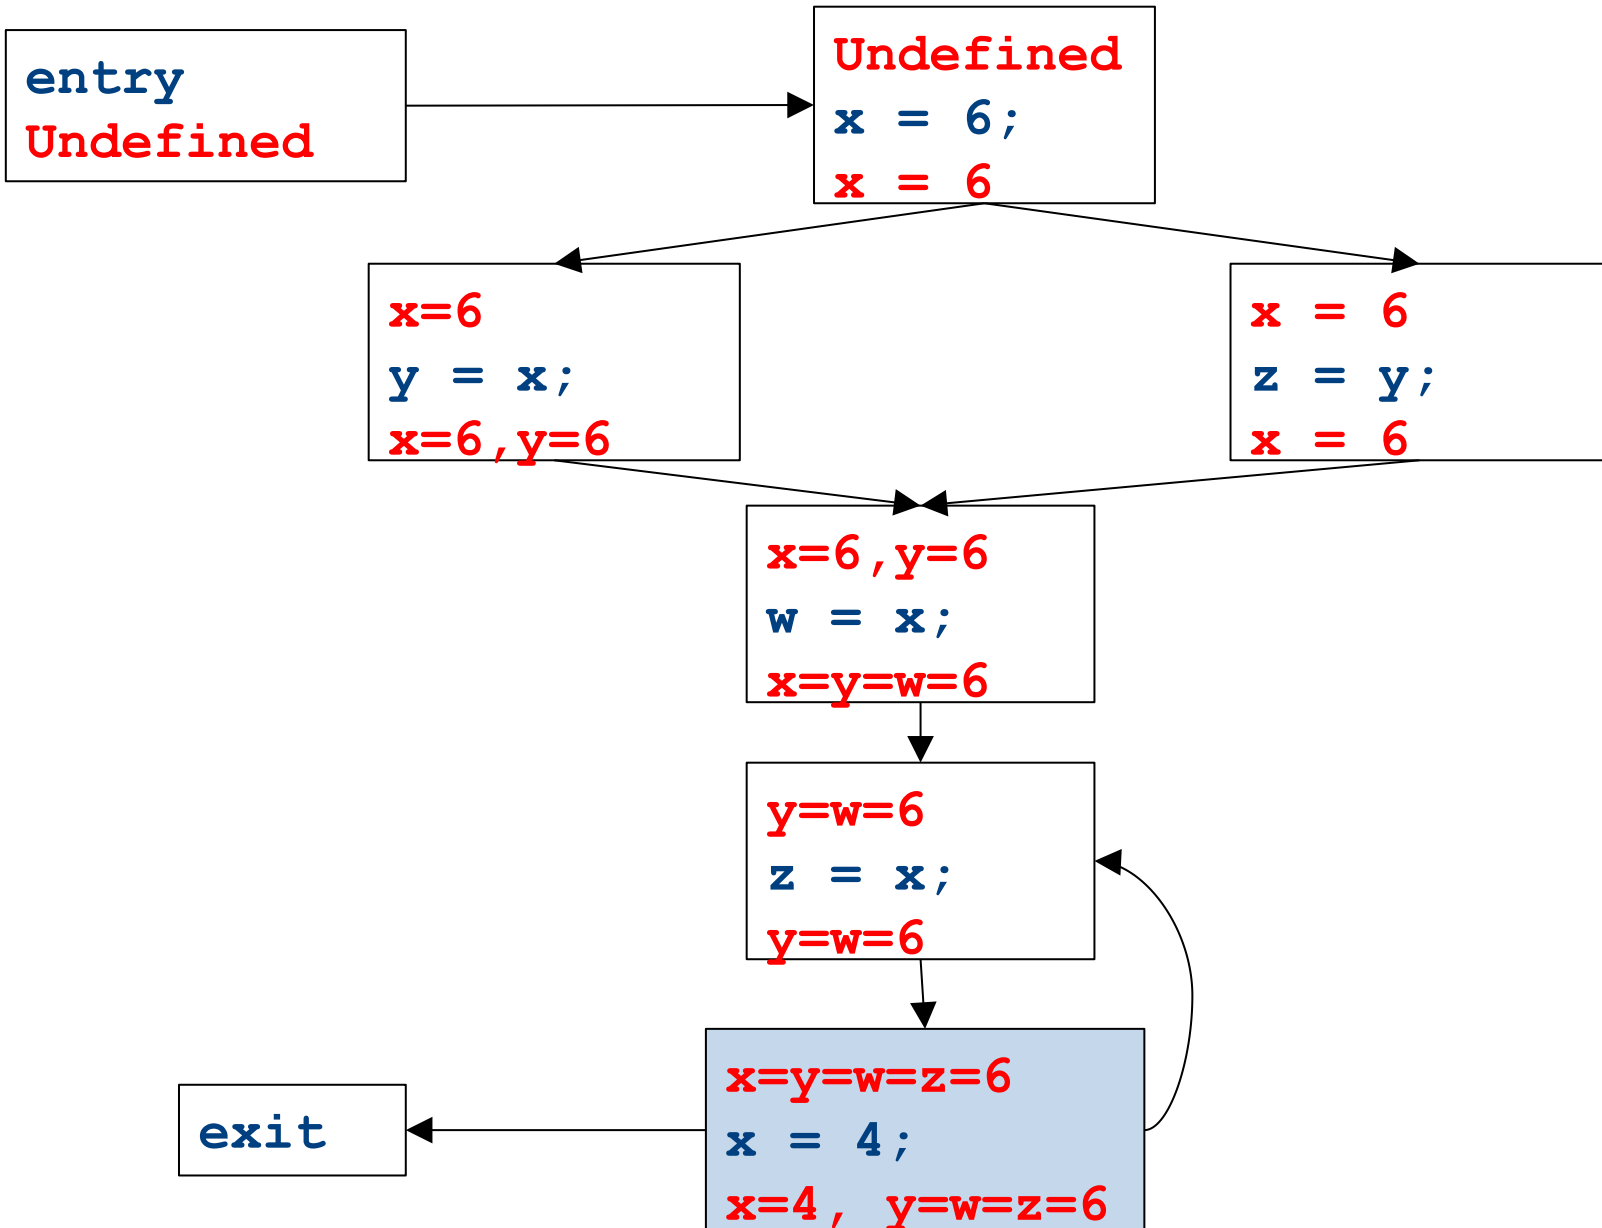 entry
Undefined
Undefined
x = 6;
x = 6
x=6
y = x;
x=6,y=6
x = 6
z = y;
x = 6
x=6,y=6
w = x;
x=y=w=6
y=w=6
z = x;
y=w=6
x=y=w=z=6
x = 4;
x=4, y=w=z=6
exit